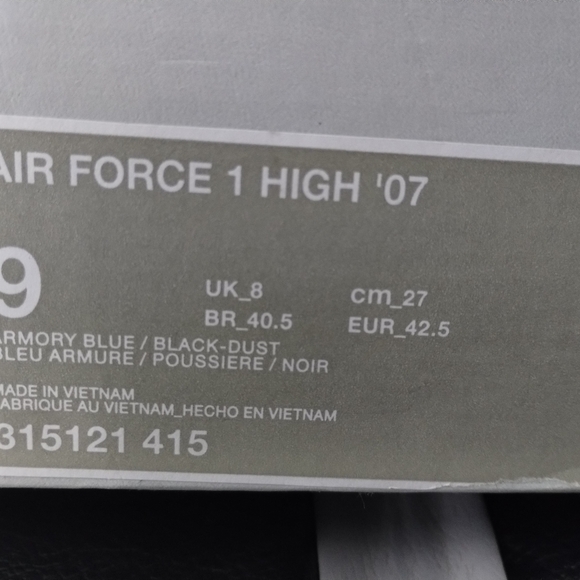 AIR FORCE 1 HIGH '07
9
UK_8 cm_27
BR_40.5 EUR_42.5
ARMORY BLUE / BLACK-DUST
BLEU ARMURE / POUSSIERE / NOIR
MADE IN VIETNAM
FABRIQUE AU VIETNAM_HECHO EN VIETNAM
315121 415